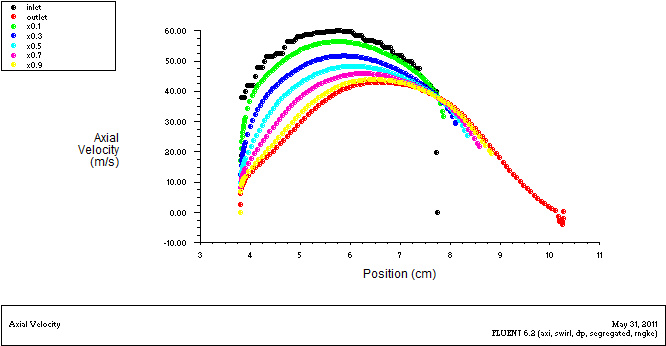 inlet
outlet
x0.1
x0.3
x0.5
x0.7
x0.9
60.00
50.00
40.00
30.00
20.00
10.00
0.00
-10.00
Axial
Velocity
(m/s)
3 4 5 6 7 8 9 10 11
Position (cm)
Axial Velocity
May 31, 2011
FLUENT 6.2 (axi, swirl, dp, segregated, rngke)